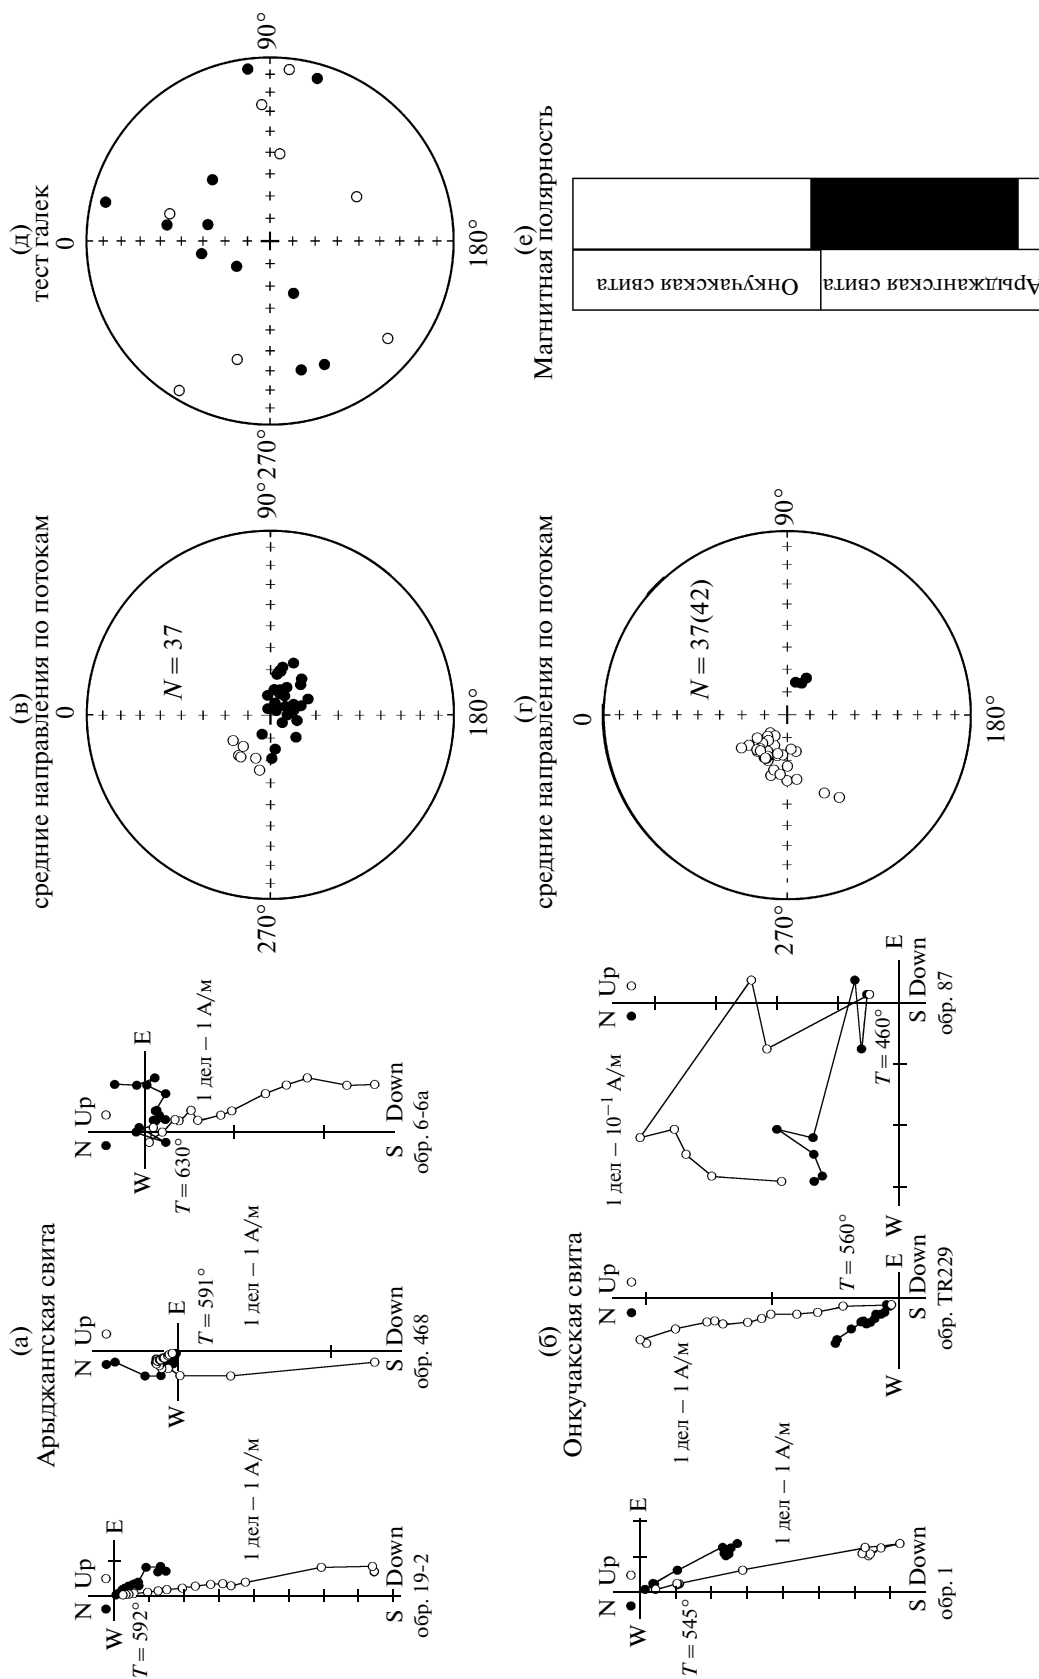 (а)
Арыджангская свита
N Up
W
E
T = 592°
1 дел – 1 А/м
S Down
обр. 19-2
N Up
W
E
T = 591°
1 дел – 1 А/м
S Down
обр. 468
N Up
W
E
T = 630°
1 дел – 1 А/м
S Down
обр. 6-6а
(б)
Онкучакская свита
N Up
W
E
T = 545°
1 дел – 1 А/м
S Down
обр. 1
N Up
W
E
T = 560°
1 дел – 1 А/м
S Down
обр. TR229
N Up
W
E
T = 460°
1 дел – 10⁻¹ А/м
S Down
обр. 87
(в)
средние направления по потокам
0
N = 37
270°
90°
180°
(г)
средние направления по потокам
0
N = 37(42)
270°
90°
180°
(д)
тест галек
0
270°
90°
180°
(е)
Магнитная полярность
Онкучакская свита
Арыджангская свита